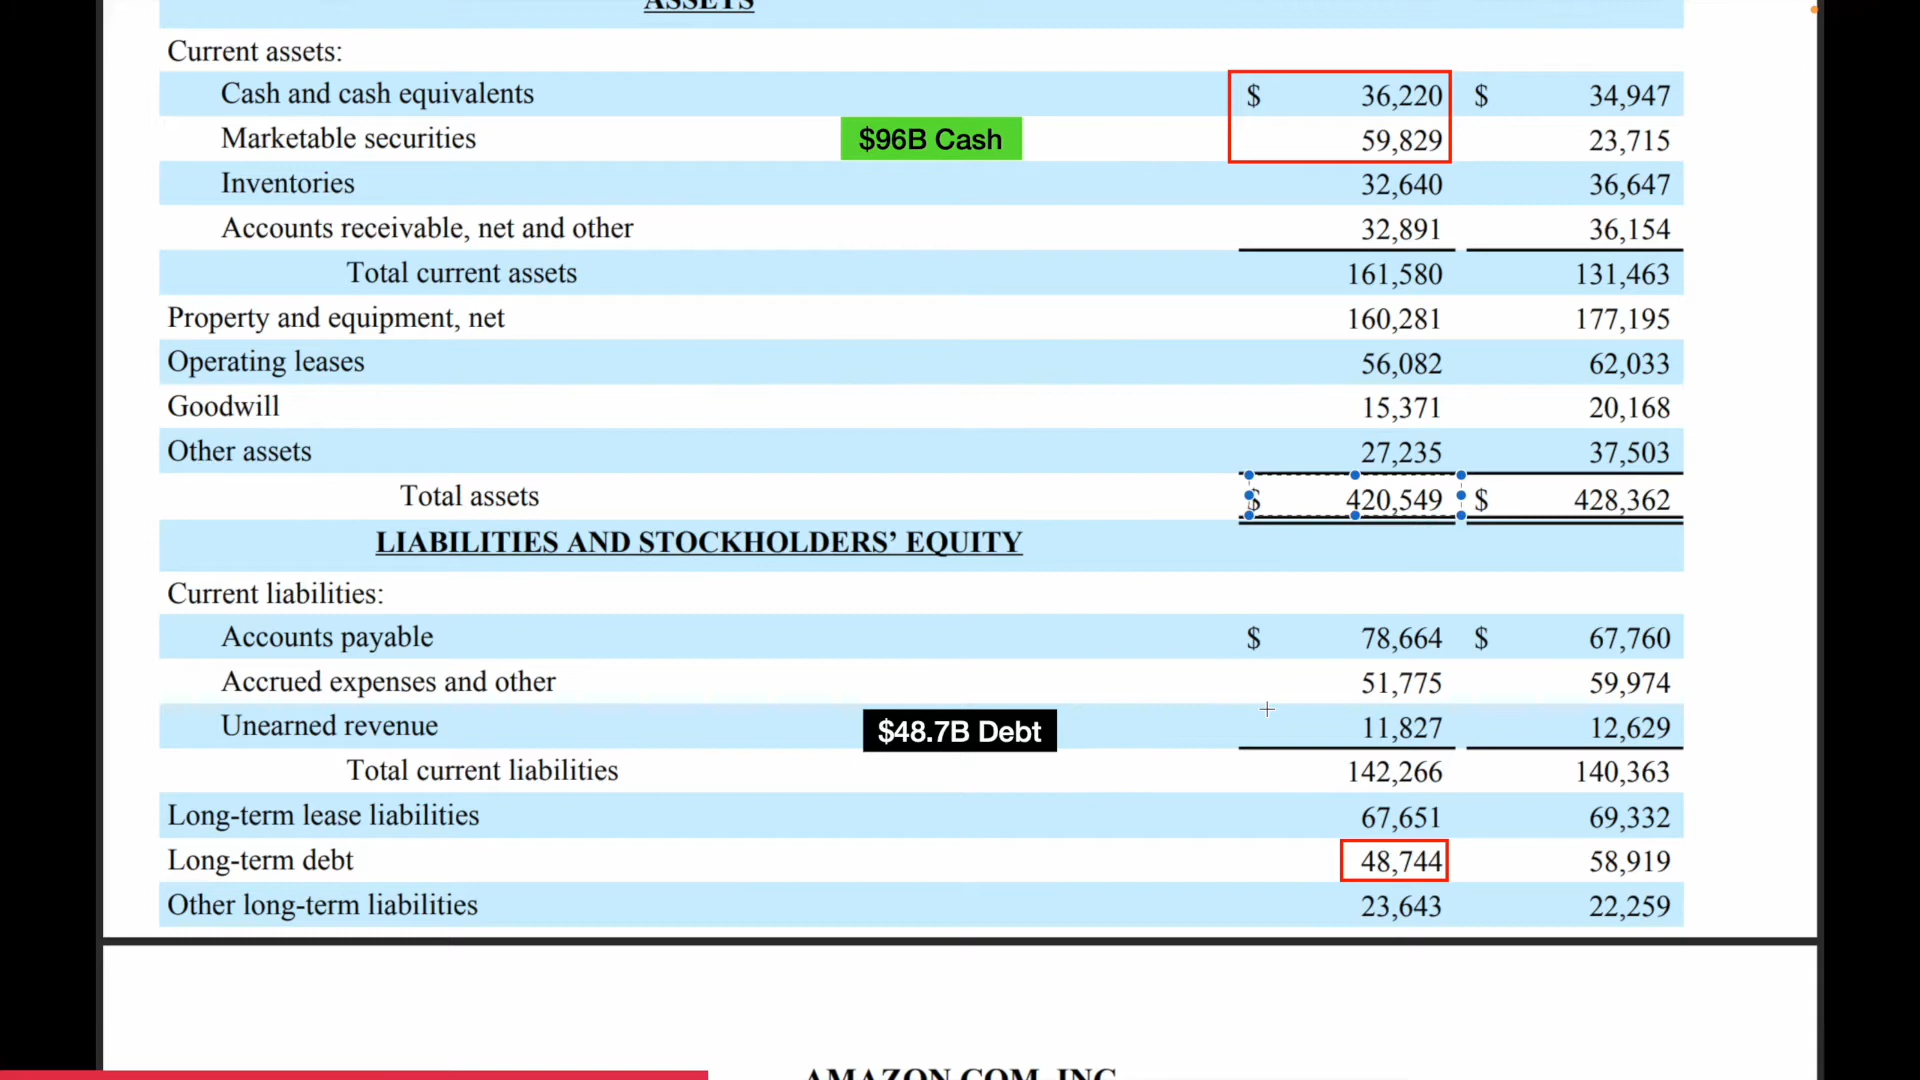 ASSETS
Current assets:
Cash and cash equivalents $ 36,220 $ 34,947
Marketable securities $96B Cash 59,829 23,715
Inventories 32,640 36,647
Accounts receivable, net and other 32,891 36,154
Total current assets 161,580 131,463
Property and equipment, net 160,281 177,195
Operating leases 56,082 62,033
Goodwill 15,371 20,168
Other assets 27,235 37,503
Total assets $ 420,549 $ 428,362
LIABILITIES AND STOCKHOLDERS’ EQUITY
Current liabilities:
Accounts payable $ 78,664 $ 67,760
Accrued expenses and other 51,775 59,974
Unearned revenue $48.7B Debt 11,827 12,629
Total current liabilities 142,266 140,363
Long-term lease liabilities 67,651 69,332
Long-term debt 48,744 58,919
Other long-term liabilities 23,643 22,259
AMAZON.COM, INC.